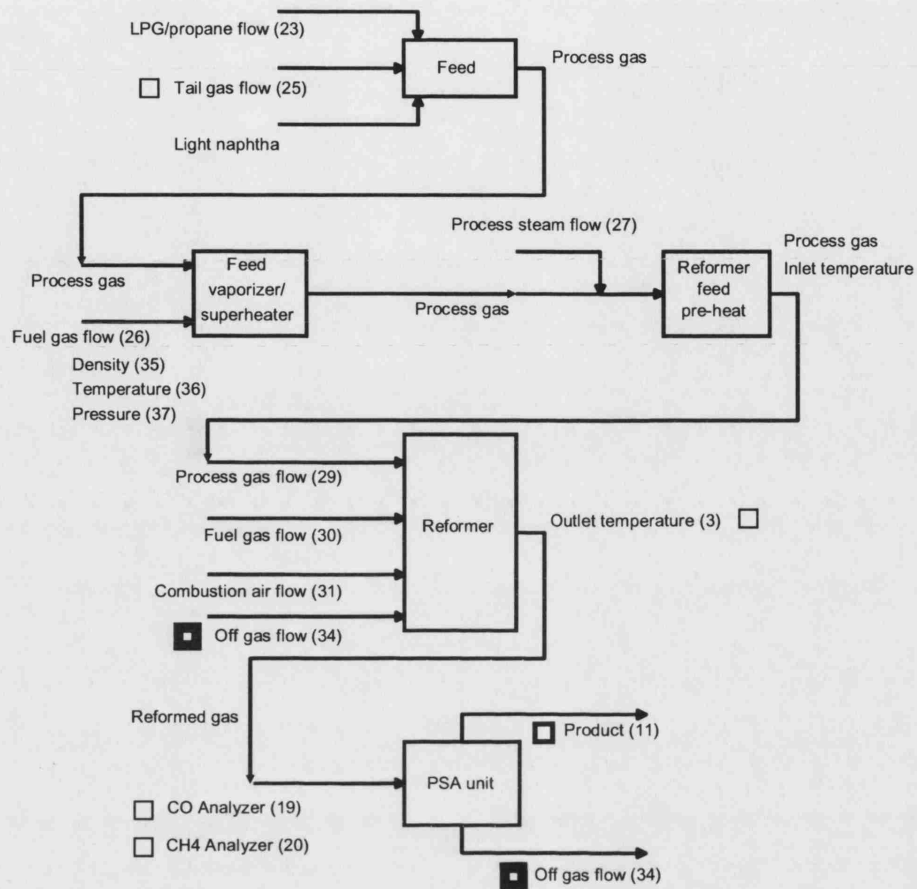 LPG/propane flow (23)
Feed
Process gas
Tail gas flow (25)
Light naphtha
Process steam flow (27)
Process gas
Inlet temperature
Feed
vaporizer/
superheater
Reformer
feed
pre-heat
Process gas
Process gas
Fuel gas flow (26)
Density (35)
Temperature (36)
Pressure (37)
Process gas flow (29)
Reformer
Outlet temperature (3)
Fuel gas flow (30)
Combustion air flow (31)
Off gas flow (34)
Reformed gas
Product (11)
PSA unit
CO Analyzer (19)
CH4 Analyzer (20)
Off gas flow (34)